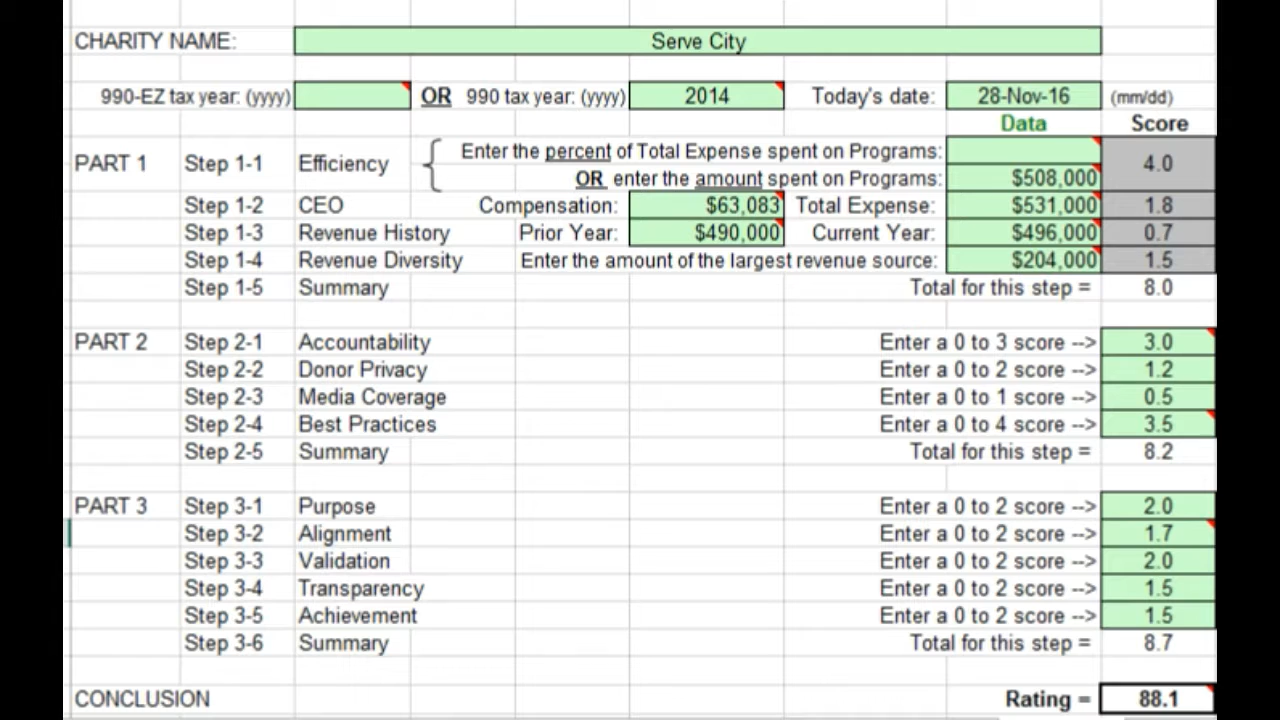 CHARITY NAME: Serve City
990-EZ tax year: (yyyy) OR 990 tax year: (yyyy) 2014 Today's date: 28-Nov-16 (mm/dd)
Data Score
PART 1 Step 1-1 Efficiency Enter the percent of Total Expense spent on Programs: 4.0
OR enter the amount spent on Programs: $508,000
Step 1-2 CEO Compensation: $63,083 Total Expense: $531,000 1.8
Step 1-3 Revenue History Prior Year: $490,000 Current Year: $496,000 0.7
Step 1-4 Revenue Diversity Enter the amount of the largest revenue source: $204,000 1.5
Step 1-5 Summary Total for this step = 8.0
PART 2 Step 2-1 Accountability Enter a 0 to 3 score --> 3.0
Step 2-2 Donor Privacy Enter a 0 to 2 score --> 1.2
Step 2-3 Media Coverage Enter a 0 to 1 score --> 0.5
Step 2-4 Best Practices Enter a 0 to 4 score --> 3.5
Step 2-5 Summary Total for this step = 8.2
PART 3 Step 3-1 Purpose Enter a 0 to 2 score --> 2.0
Step 3-2 Alignment Enter a 0 to 2 score --> 1.7
Step 3-3 Validation Enter a 0 to 2 score --> 2.0
Step 3-4 Transparency Enter a 0 to 2 score --> 1.5
Step 3-5 Achievement Enter a 0 to 2 score --> 1.5
Step 3-6 Summary Total for this step = 8.7
CONCLUSION Rating = 88.1